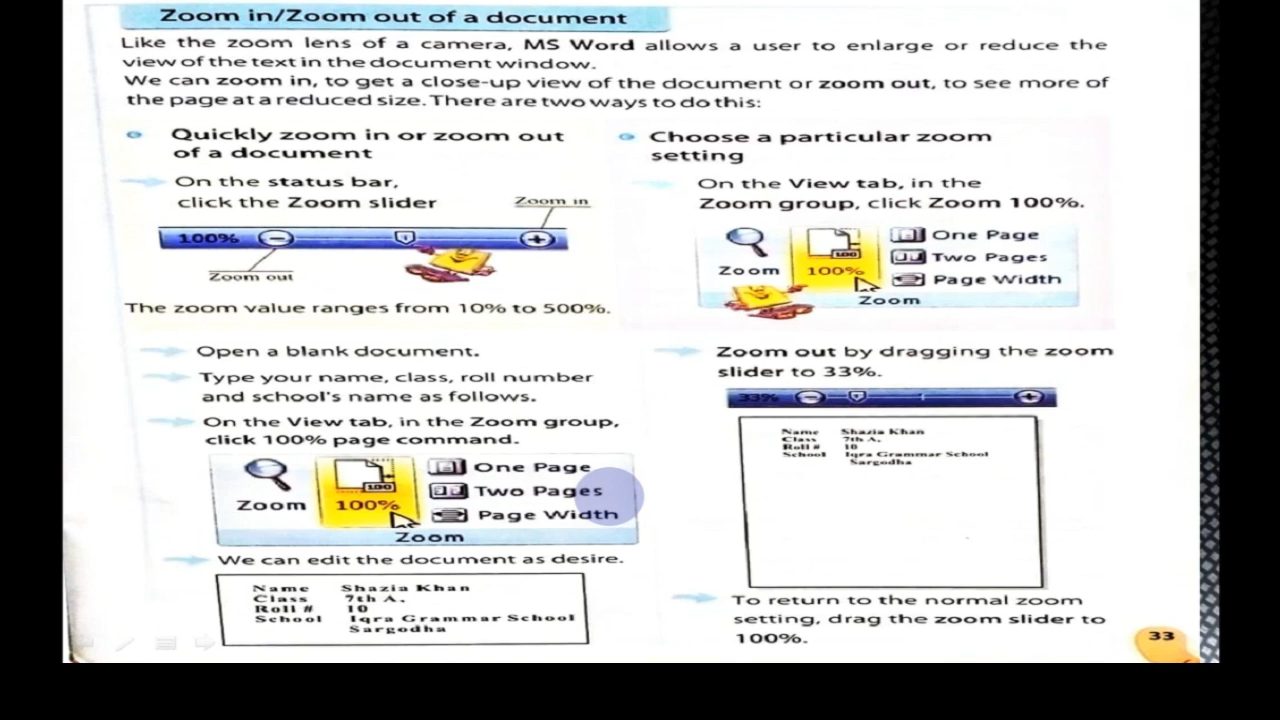 Zoom in/Zoom out of a document
Like the zoom lens of a camera, MS Word allows a user to enlarge or reduce the
view of the text in the document window.
We can zoom in, to get a close-up view of the document or zoom out, to see more of
the page at a reduced size. There are two ways to do this:
Quickly zoom in or zoom out
of a document
On the status bar,
click the Zoom slider
Zoom in
100%
Zoom out
The zoom value ranges from 10% to 500%.
Choose a particular zoom
setting
On the View tab, in the
Zoom group, click Zoom 100%.
One Page
Two Pages
Zoom
100%
Page Width
Zoom
Open a blank document.
Type your name, class, roll number
and school's name as follows.
On the View tab, in the Zoom group,
click 100% page command.
One Page
Two Pages
Zoom
100%
Page Width
Zoom
We can edit the document as desire.
Name Shazia Khan
Class 7th A.
Roll # 10
School Iqra Grammar School
Sargodha
Zoom out by dragging the zoom
slider to 33%.
33%
Name Shazia Khan
Class 7th A.
Roll # 10
School Iqra Grammar School
Sargodha
To return to the normal zoom
setting, drag the zoom slider to
100%.
33